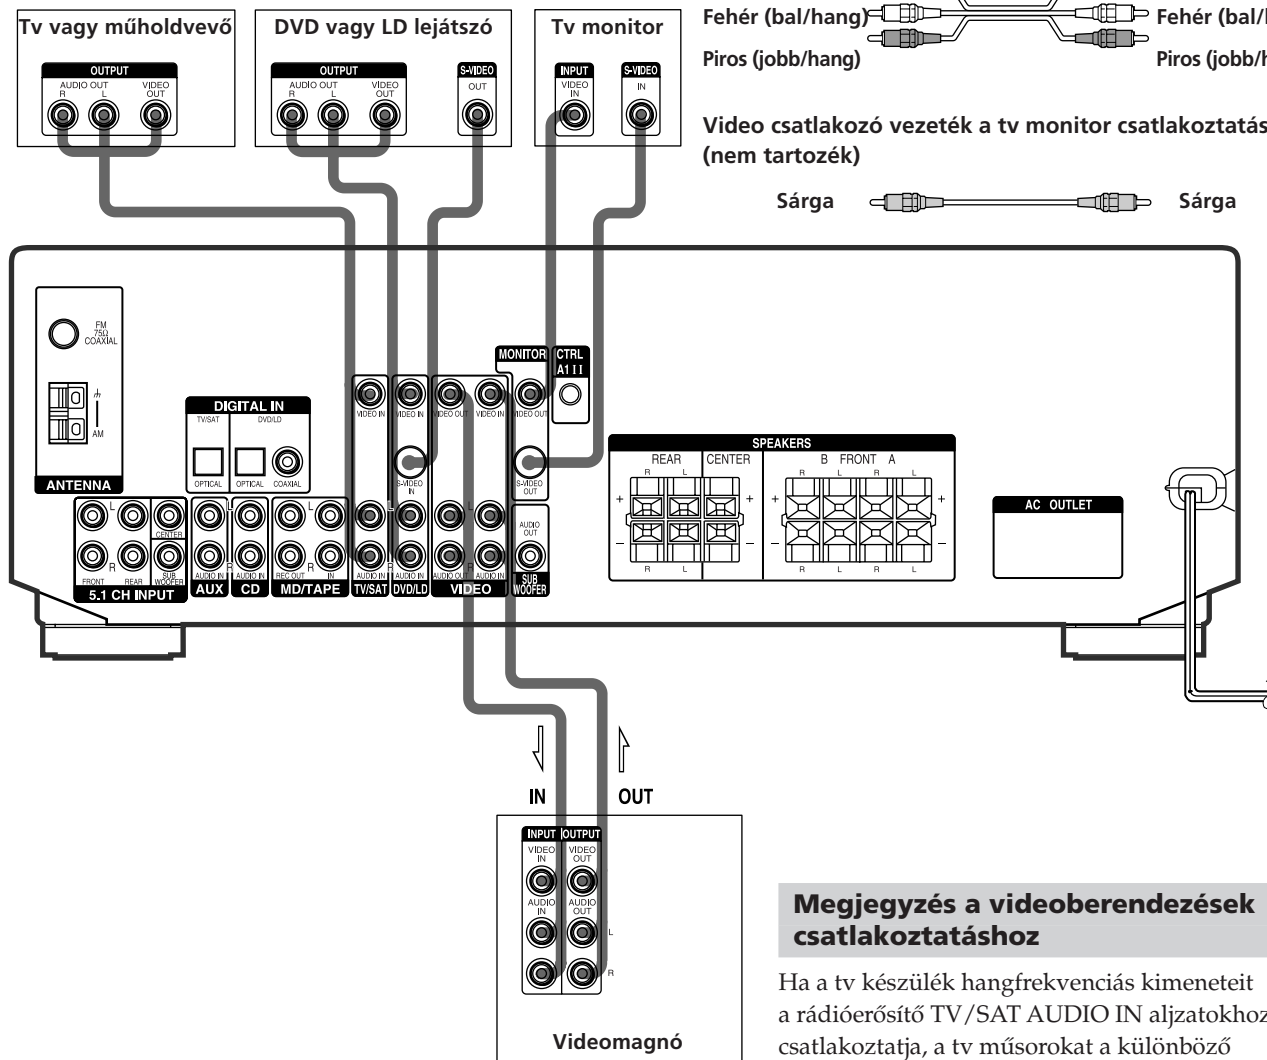 Tv vagy műholdvevő
DVD vagy LD lejátszó
Tv monitor
Fehér (bal/hang)
Fehér (bal/
Piros (jobb/hang)
Piros (jobb/
OUTPUT
AUDIO OUT
R L
VIDEO
OUT
OUTPUT
AUDIO OUT
R L
VIDEO
OUT
S-VIDEO
OUT
INPUT
VIDEO
IN
S-VIDEO
IN
Video csatlakozó vezeték a tv monitor csatlakoztatás
(nem tartozék)
Sárga
Sárga
FM
75Ω
COAXIAL
AM
ANTENNA
DIGITAL IN
TV/SAT
DVD/LD
OPTICAL
OPTICAL
COAXIAL
MONITOR
CTRL
A1 II
VIDEO IN
VIDEO IN
VIDEO OUT
VIDEO IN
VIDEO OUT
S-VIDEO
IN
S-VIDEO
OUT
AUDIO
OUT
L
CENTER
L
L
L
L
R
R
R
R
R
FRONT
REAR
SUB
WOOFER
AUDIO IN
AUDIO IN
REC OUT
IN
AUDIO IN
AUDIO IN
AUDIO OUT
AUDIO IN
5.1 CH INPUT
AUX
CD
MD/TAPE
TV/SAT
DVD/LD
VIDEO
SUB
WOOFER
SPEAKERS
REAR
CENTER
B FRONT A
R L
R L R L
+ +
+ +
– –
– –
R L
R L R L
AC OUTLET
IN
OUT
INPUT
OUTPUT
VIDEO
IN
VIDEO
OUT
AUDIO
IN
AUDIO
OUT
L
R
Videomagnó
Megjegyzés a videoberendezések
csatlakoztatáshoz
Ha a tv készülék hangfrekvenciás kimeneteit
a rádióerősítő TV/SAT AUDIO IN aljzatokhoz
csatlakoztatja, a tv műsorokat a különböző